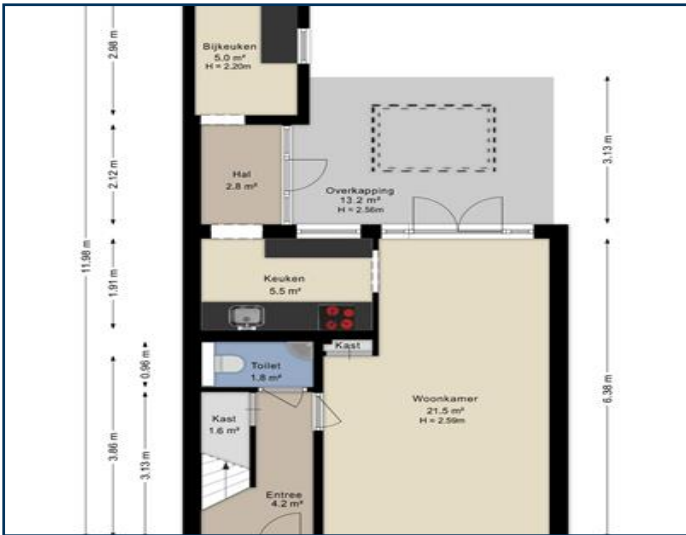 Bijkeuken
5.0 m²
H = 2.20m
2.98 m
Hal
2.8 m²
2.12 m
Overkapping
13.2 m²
H = 2.56m
3.13 m
11.98 m
Keuken
5.5 m²
1.91 m
Kast
Toilet
1.8 m²
0.96 m
Woonkamer
21.5 m²
H = 2.59m
6.38 m
Kast
1.6 m²
3.86 m
3.13 m
Entree
4.2 m²